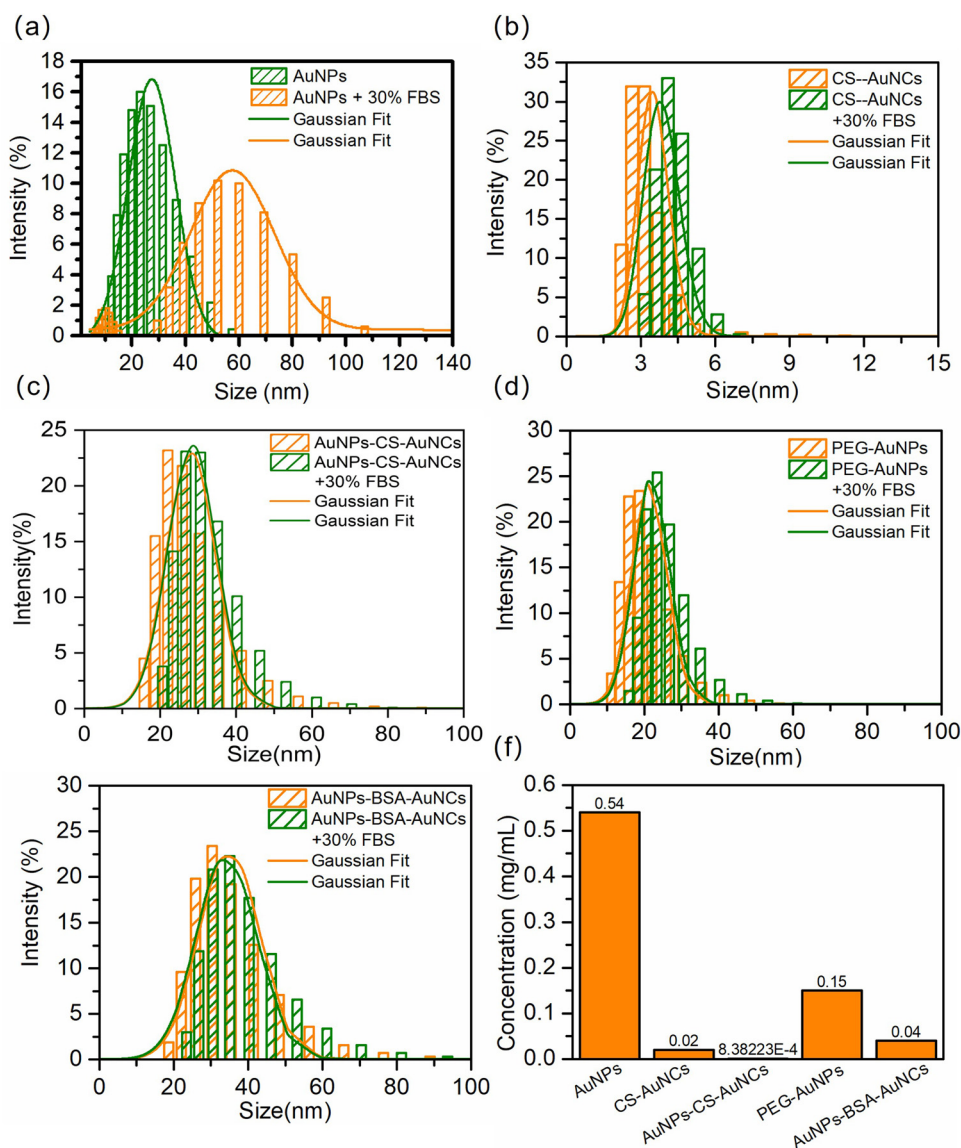 (a)
18
16
14
12
10
8
6
4
2
0
Intensity (%)
AuNPs
AuNPs + 30% FBS
Gaussian Fit
Gaussian Fit
20
40
60
80
100
120
140
Size (nm)
(b)
35
30
25
20
15
10
5
0
Intensity (%)
CS--AuNCs
CS--AuNCs
+30% FBS
Gaussian Fit
Gaussian Fit
0
3
6
9
12
15
Size(nm)
(c)
25
20
15
10
5
0
Intensity(%)
AuNPs-CS-AuNCs
AuNPs-CS-AuNCs
+30% FBS
Gaussian Fit
Gaussian Fit
0
20
40
60
80
100
Size(nm)
(d)
30
25
20
15
10
5
0
Intensity (%)
PEG-AuNPs
PEG-AuNPs
+30% FBS
Gaussian Fit
Gaussian Fit
0
20
40
60
80
100
Size(nm)
30
25
20
15
10
5
0
Intensity (%)
AuNPs-BSA-AuNCs
AuNPs-BSA-AuNCs
+30% FBS
Gaussian Fit
Gaussian Fit
0
20
40
60
80
100
Size(nm)
(f)
0.6
0.5
0.4
0.3
0.2
0.1
0.0
Concentration (mg/mL)
0.54
0.02
8.38223E-4
0.15
0.04
AuNPs
CS-AuNCs
AuNPs-CS-AuNCs
PEG-AuNPs
AuNPs-BSA-AuNCs